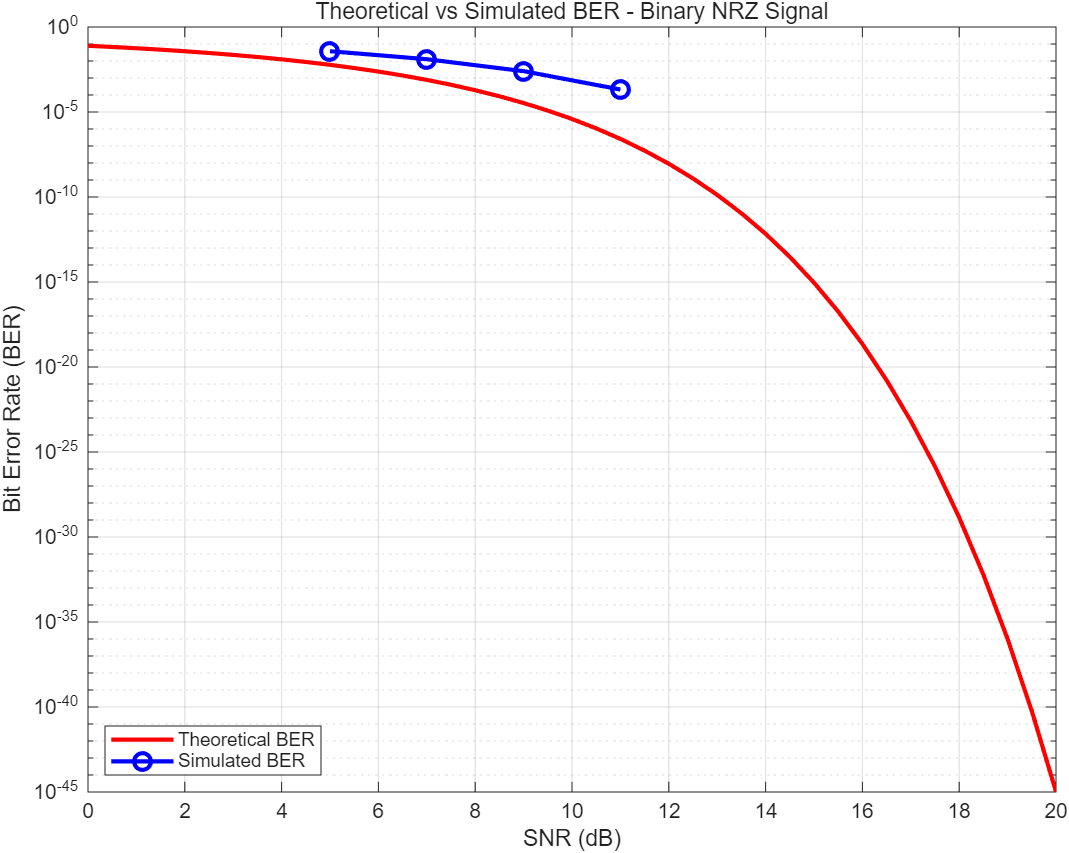 Theoretical vs Simulated BER - Binary NRZ Signal
10^0
10^-5
10^-10
10^-15
10^-20
10^-25
10^-30
10^-35
10^-40
10^-45
Bit Error Rate (BER)
Theoretical BER
Simulated BER
0 2 4 6 8 10 12 14 16 18 20
SNR (dB)